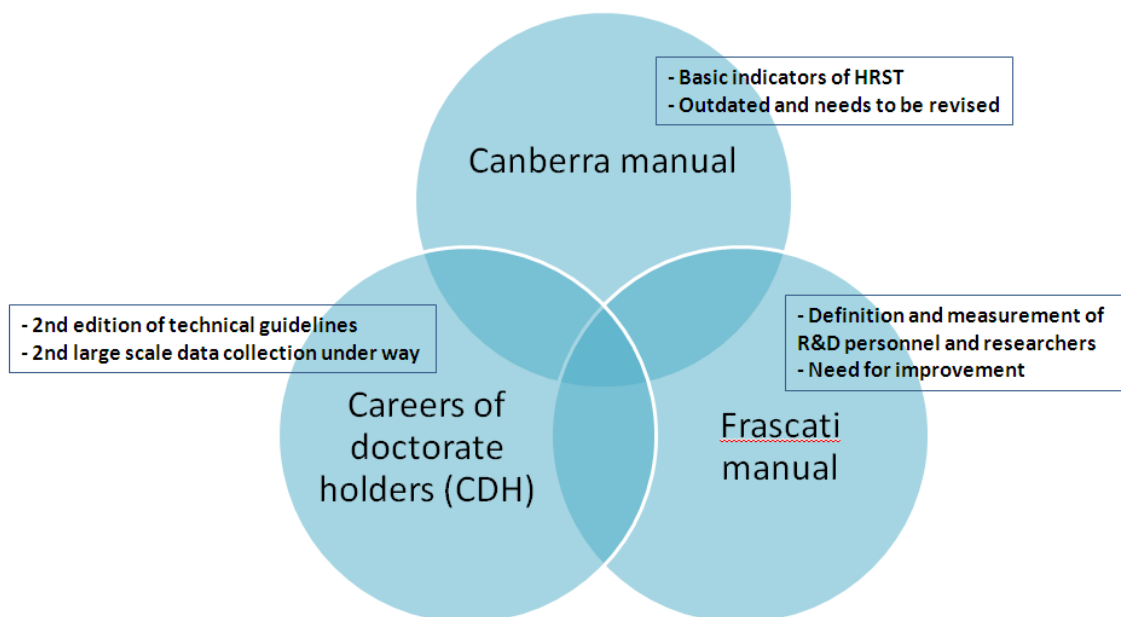 - Basic indicators of HRST
- Outdated and needs to be revised
Canberra manual
- 2nd edition of technical guidelines
- 2nd large scale data collection under way
- Definition and measurement of
R&D personnel and researchers
- Need for improvement
Careers of
doctorate
holders (CDH)
Frascati
manual